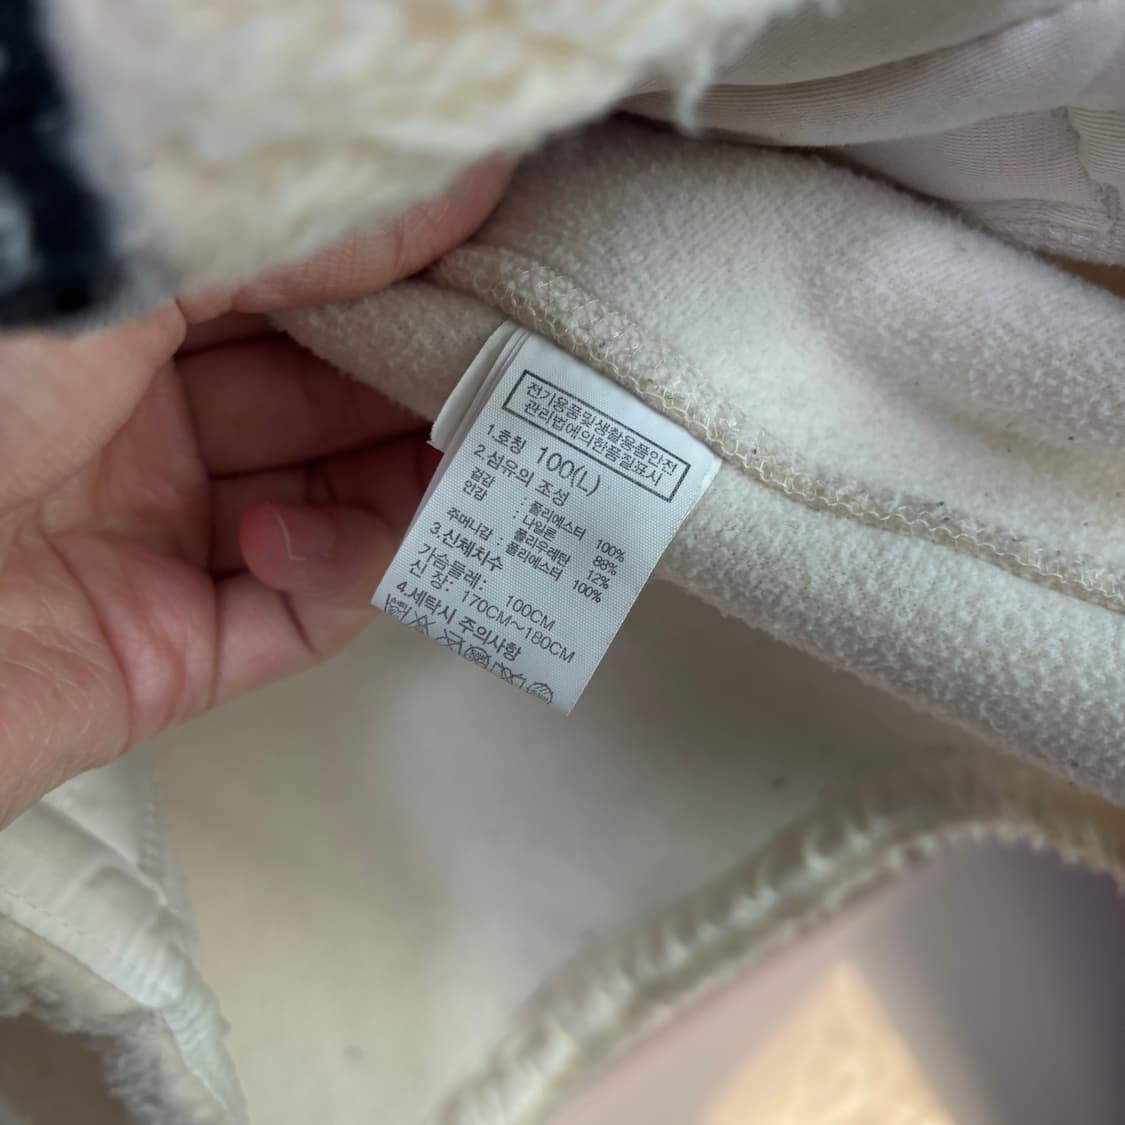 전기용품및생활용품안전
관리법에의한품질표시
1.호칭 100(L)
2.섬유의 조성
겉감 : 폴리에스터 100%
안감 : 나일론 88%
폴리우레탄 12%
주머니감 : 폴리에스터 100%
3.신체치수
가슴둘레: 100CM
신 장: 170CM~180CM
4.세탁시 주의사항